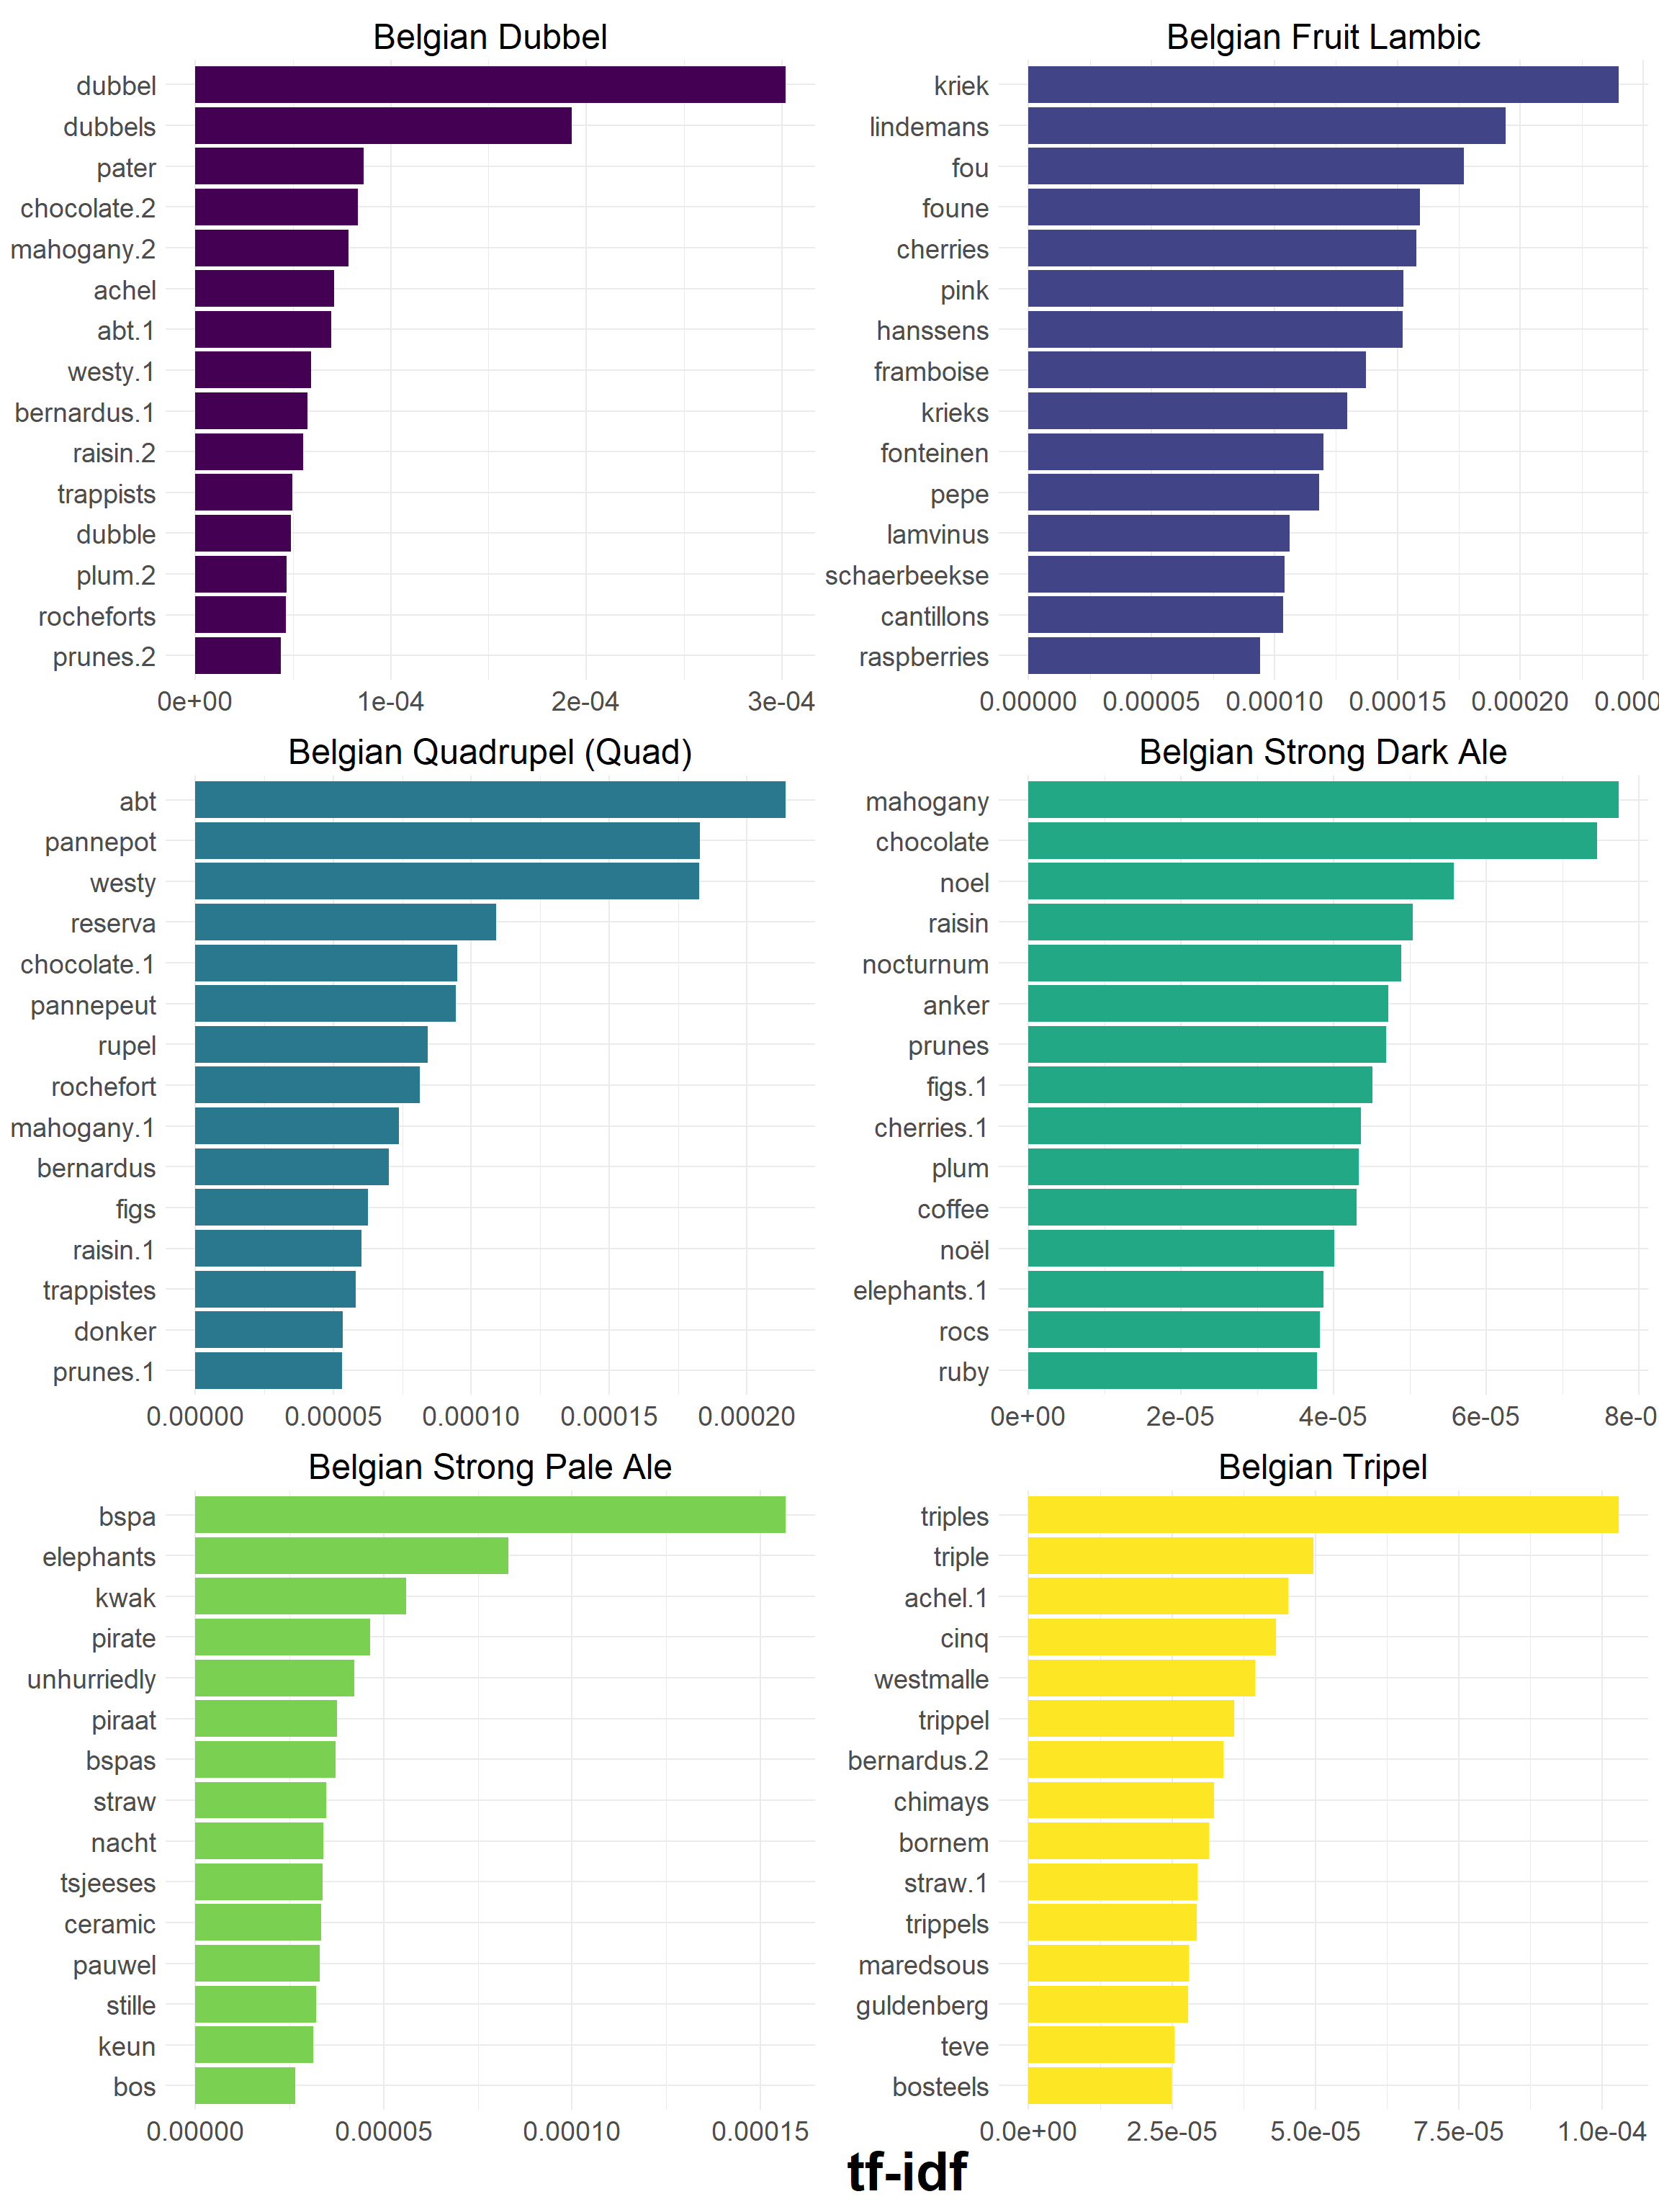 Belgian Dubbel
dubbel
dubbels
pater
chocolate.2
mahogany.2
achel
abt.1
westy.1
bernardus.1
raisin.2
trappists
dubble
plum.2
rocheforts
prunes.2
0e+00 1e-04 2e-04 3e-04
Belgian Fruit Lambic
kriek
lindemans
fou
foune
cherries
pink
hanssens
framboise
krieks
fonteinen
pepe
lamvinus
schaerbeekse
cantillons
raspberries
0.00000 0.00005 0.00010 0.00015 0.00020 0.000
Belgian Quadrupel (Quad)
abt
pannepot
westy
reserva
chocolate.1
pannepeut
rupel
rochefort
mahogany.1
bernardus
figs
raisin.1
trappistes
donker
prunes.1
0.00000 0.00005 0.00010 0.00015 0.00020
Belgian Strong Dark Ale
mahogany
chocolate
noel
raisin
nocturnum
anker
prunes
figs.1
cherries.1
plum
coffee
noël
elephants.1
rocs
ruby
0e+00 2e-05 4e-05 6e-05 8e-0
Belgian Strong Pale Ale
bspa
elephants
kwak
pirate
unhurriedly
piraat
bspas
straw
nacht
tsjeeses
ceramic
pauwel
stille
keun
bos
0.00000 0.00005 0.00010 0.00015
Belgian Tripel
triples
triple
achel.1
cinq
westmalle
trippel
bernardus.2
chimays
bornem
straw.1
trippels
maredsous
guldenberg
teve
bosteels
0.0e+00 2.5e-05 5.0e-05 7.5e-05 1.0e-04
tf-idf